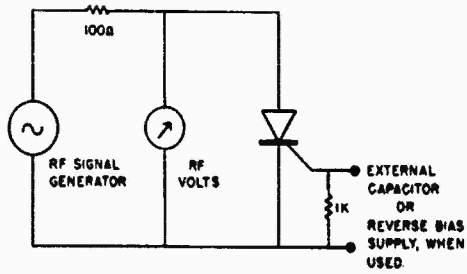 100Ω
RF SIGNAL
GENERATOR
RF
VOLTS
1K
EXTERNAL
CAPACITOR
OR
REVERSE BIAS
SUPPLY, WHEN
USED.